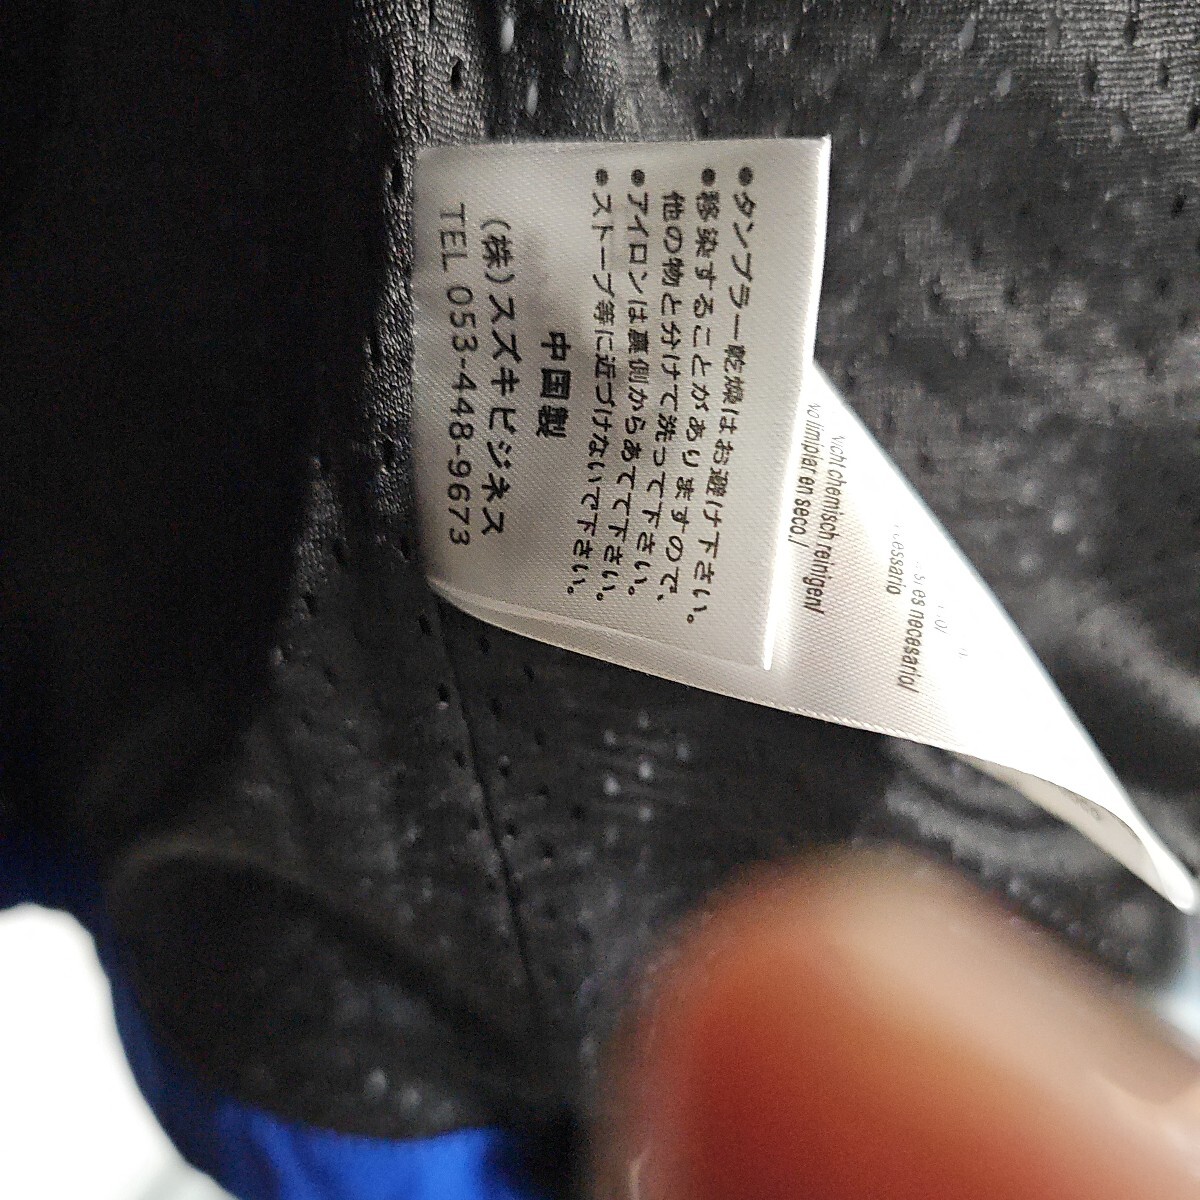 ●タンブラー乾燥はお避け下さい。
●移染することがありますので、
他の物と分けて洗って下さい。
●アイロンは裏側からあてて下さい。
●ストーブ等に近づけないで下さい。
中国製
(株)スズキビジネス
TEL 053-448-9673
si es necesario!
Nicht chemisch reinigen!
No limpiar en seco.!